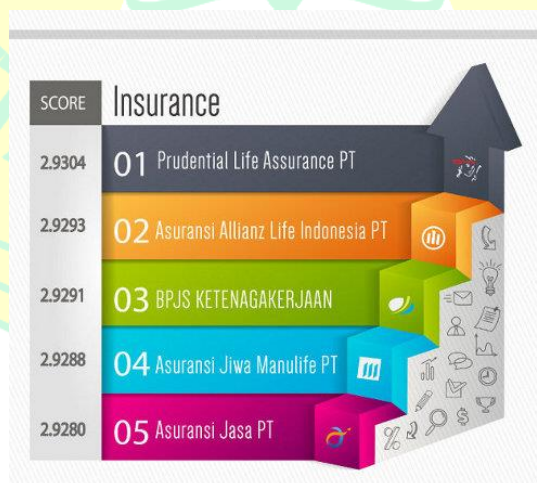 SCORE Insurance
2.9304 01 Prudential Life Assurance PT
2.9293 02 Asuransi Allianz Life Indonesia PT
2.9291 03 BPJS KETENAGAKERJAAN
2.9288 04 Asuransi Jiwa Manulife PT
2.9280 05 Asuransi Jasa PT